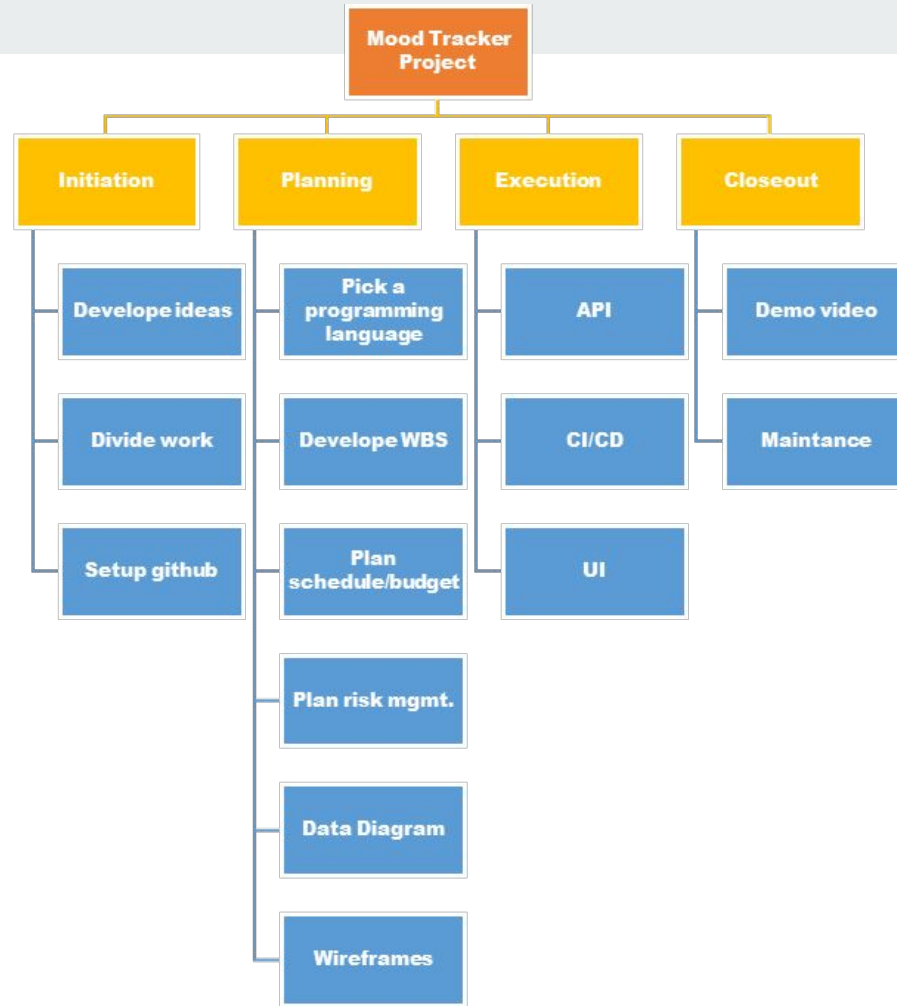 Mood Tracker
Project
Initiation
Planning
Execution
Closeout
Develope ideas
Divide work
Setup github
Pick a
programming
language
Develope WBS
Plan
schedule/budget
Plan risk mgmt.
Data Diagram
Wireframes
API
CI/CD
UI
Demo video
Maintance